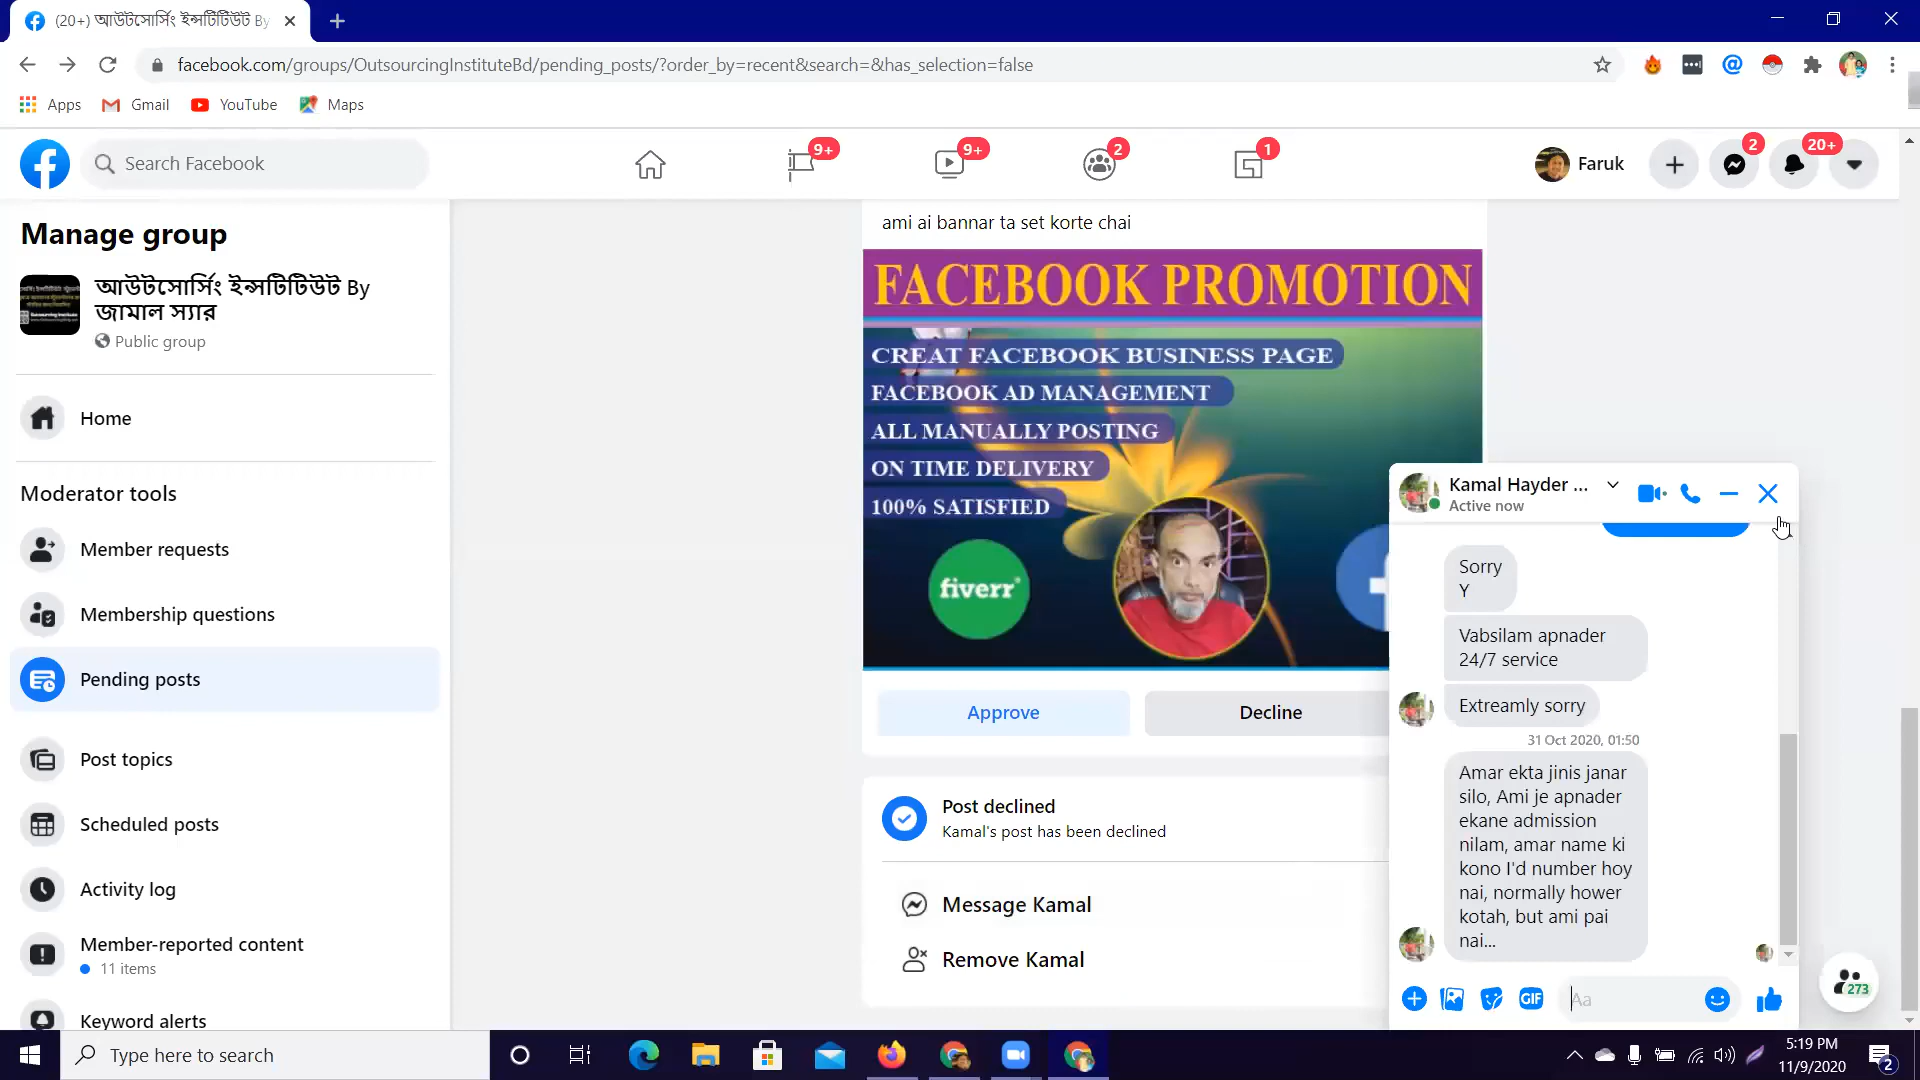 (20+) আউটসোর্সিং ইন্সটিটিউট By
facebook.com/groups/OutsourcingInstituteBd/pending_posts/?order_by=recent&search=&has_selection=false
Apps
Gmail
YouTube
Maps
Search Facebook
9+
9+
2
1
Faruk
2
20+
Manage group
আউটসোর্সিং ইন্সটিটিউট By
জামাল স্যার
Public group
Home
Moderator tools
Member requests
Membership questions
Pending posts
Post topics
Scheduled posts
Activity log
Member-reported content
11 items
Keyword alerts
ami ai bannar ta set korte chai
FACEBOOK PROMOTION
CREAT FACEBOOK BUSINESS PAGE
FACEBOOK AD MANAGEMENT
ALL MANUALLY POSTING
ON TIME DELIVERY
100% SATISFIED
fiverr
Approve
Decline
Post declined
Kamal's post has been declined
Message Kamal
Remove Kamal
Kamal Hayder ...
Active now
Sorry
Y
Vabsilam apnader
24/7 service
Extreamly sorry
31 Oct 2020, 01:50
Amar ekta jinis janar
silo, Ami je apnader
ekane admission
nilam, amar name ki
kono I'd number hoy
nai, normally hower
kotah, but ami pai
nai...
GIF
Aa
273
Type here to search
5:19 PM
11/9/2020
2